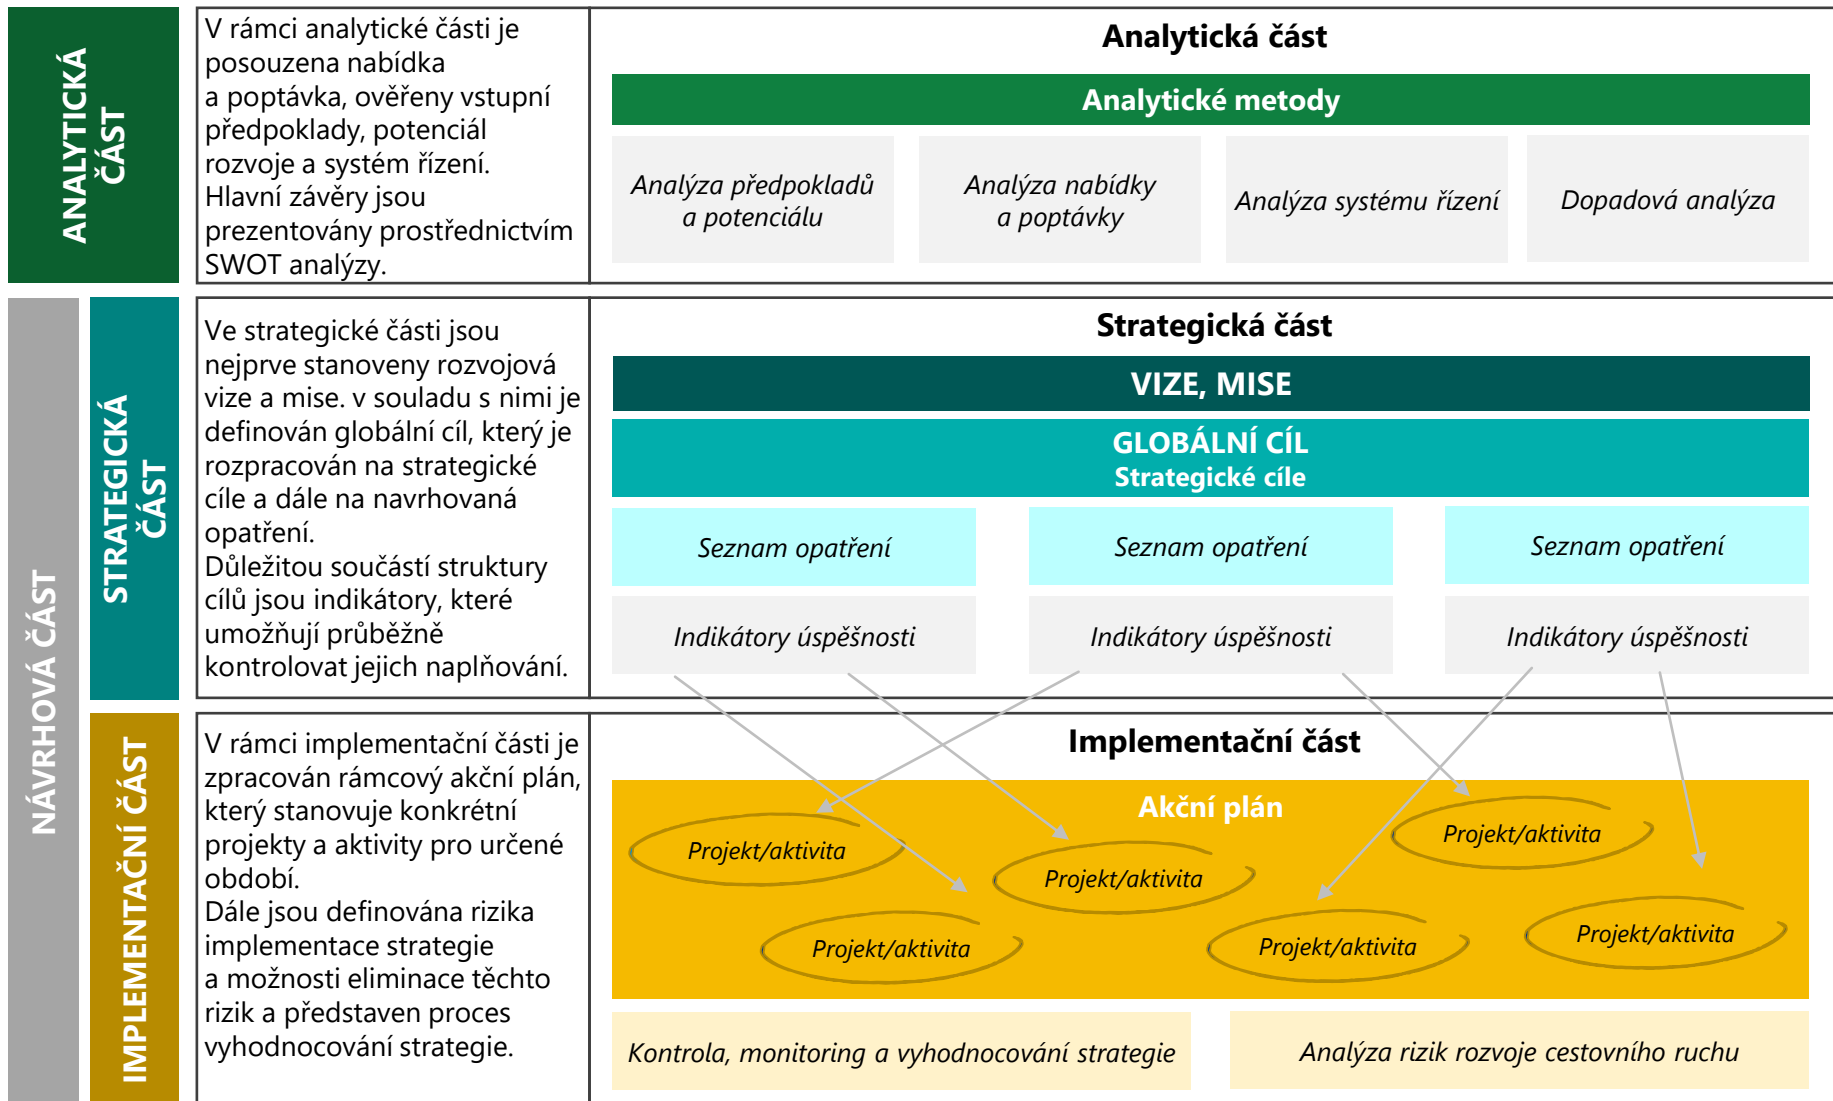 ANALYTICKÁ
ČÁST
V rámci analytické části je
posouzena nabídka
a poptávka, ověřeny vstupní
předpoklady, potenciál
rozvoje a systém řízení.
Hlavní závěry jsou
prezentovány prostřednictvím
SWOT analýzy.
Analytická část
Analytické metody
Analýza předpokladů
a potenciálu
Analýza nabídky
a poptávky
Analýza systému řízení
Dopadová analýza
NÁVRHOVÁ ČÁST
STRATEGICKÁ
ČÁST
Ve strategické části jsou
nejprve stanoveny rozvojová
vize a mise. v souladu s nimi je
definován globální cíl, který je
rozpracován na strategické
cíle a dále na navrhovaná
opatření.
Důležitou součástí struktury
cílů jsou indikátory, které
umožňují průběžně
kontrolovat jejich naplňování.
Strategická část
VIZE, MISE
GLOBÁLNÍ CÍL
Strategické cíle
Seznam opatření
Seznam opatření
Seznam opatření
Indikátory úspěšnosti
Indikátory úspěšnosti
Indikátory úspěšnosti
IMPLEMENTAČNÍ ČÁST
V rámci implementační části je
zpracován rámcový akční plán,
který stanovuje konkrétní
projekty a aktivity pro určené
období.
Dále jsou definována rizika
implementace strategie
a možnosti eliminace těchto
rizik a představen proces
vyhodnocování strategie.
Implementační část
Akční plán
Projekt/aktivita
Projekt/aktivita
Projekt/aktivita
Projekt/aktivita
Projekt/aktivita
Projekt/aktivita
Kontrola, monitoring a vyhodnocování strategie
Analýza rizik rozvoje cestovního ruchu